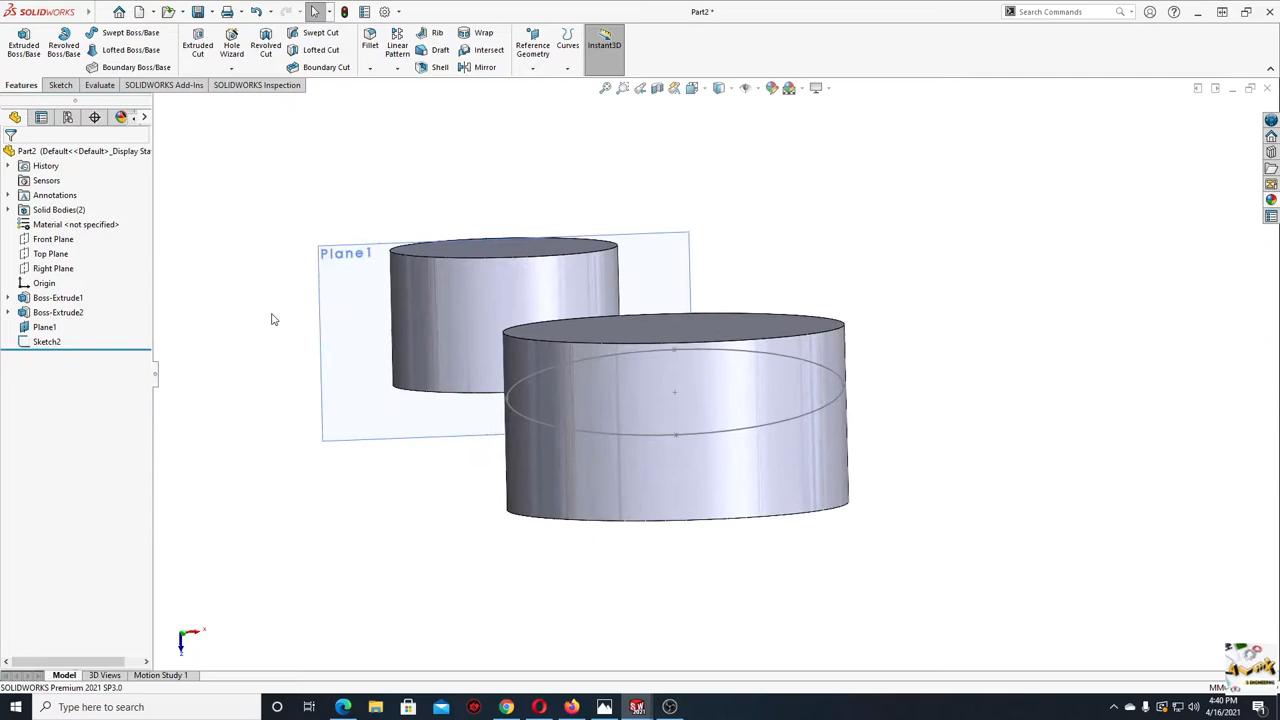 SOLIDWORKS
Part2 *
Search Commands
Extruded Boss/Base
Revolved Boss/Base
Swept Boss/Base
Lofted Boss/Base
Boundary Boss/Base
Extruded Cut
Hole Wizard
Revolved Cut
Swept Cut
Lofted Cut
Boundary Cut
Fillet
Linear Pattern
Rib
Draft
Shell
Wrap
Intersect
Mirror
Reference Geometry
Curves
Instant3D
Features
Sketch
Evaluate
SOLIDWORKS Add-Ins
SOLIDWORKS Inspection
Part2 (Default<<Default>_Display Sta
History
Sensors
Annotations
Solid Bodies(2)
Material <not specified>
Front Plane
Top Plane
Right Plane
Origin
Boss-Extrude1
Boss-Extrude2
Plane1
Sketch2
Plane1
x
z
Model
3D Views
Motion Study 1
SOLIDWORKS Premium 2021 SP3.0
Type here to search
4:40 PM
4/16/2021